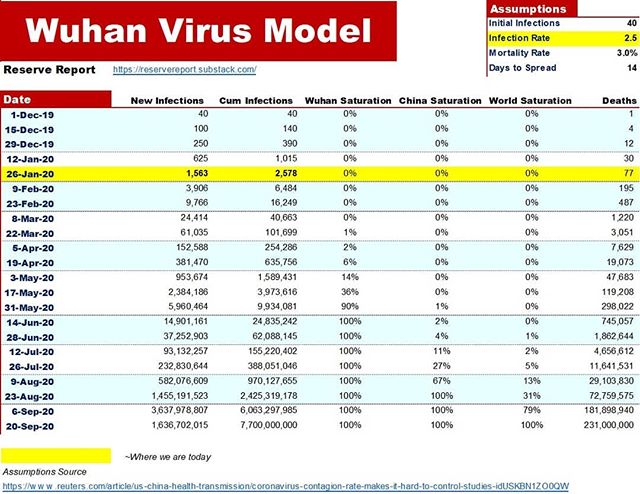 Wuhan Virus Model
Assumptions
Initial Infections 40
Infection Rate 2.5
Mortality Rate 3.0%
Days to Spread 14
Reserve Report https://reservereport.substack.com/
Date New Infections Cum Infections Wuhan Saturation China Saturation World Saturation Deaths
1-Dec-19 40 40 0% 0% 0% 1
15-Dec-19 100 140 0% 0% 0% 4
29-Dec-19 250 390 0% 0% 0% 12
12-Jan-20 625 1,015 0% 0% 0% 30
26-Jan-20 1,563 2,578 0% 0% 0% 77
9-Feb-20 3,906 6,484 0% 0% 0% 195
23-Feb-20 9,766 16,249 0% 0% 0% 487
8-Mar-20 24,414 40,663 0% 0% 0% 1,220
22-Mar-20 61,035 101,699 1% 0% 0% 3,051
5-Apr-20 152,588 254,286 2% 0% 0% 7,629
19-Apr-20 381,470 635,756 6% 0% 0% 19,073
3-May-20 953,674 1,589,431 14% 0% 0% 47,683
17-May-20 2,384,186 3,973,616 36% 0% 0% 119,208
31-May-20 5,960,464 9,934,081 90% 1% 0% 298,022
14-Jun-20 14,901,161 24,835,242 100% 2% 0% 745,057
28-Jun-20 37,252,903 62,088,145 100% 4% 1% 1,862,644
12-Jul-20 93,132,257 155,220,402 100% 11% 2% 4,656,612
26-Jul-20 232,830,644 388,051,046 100% 27% 5% 11,641,531
9-Aug-20 582,076,609 970,127,655 100% 67% 13% 29,103,830
23-Aug-20 1,455,191,523 2,425,319,178 100% 100% 31% 72,759,575
6-Sep-20 3,637,978,807 6,063,297,985 100% 100% 79% 181,898,940
20-Sep-20 1,636,702,015 7,700,000,000 100% 100% 100% 231,000,000
~Where we are today
Assumptions Source
https://w w w .reuters.com/article/us-china-health-transmission/coronavirus-contagion-rate-makes-it-hard-to-control-studies-idUSKBN1ZO0QW